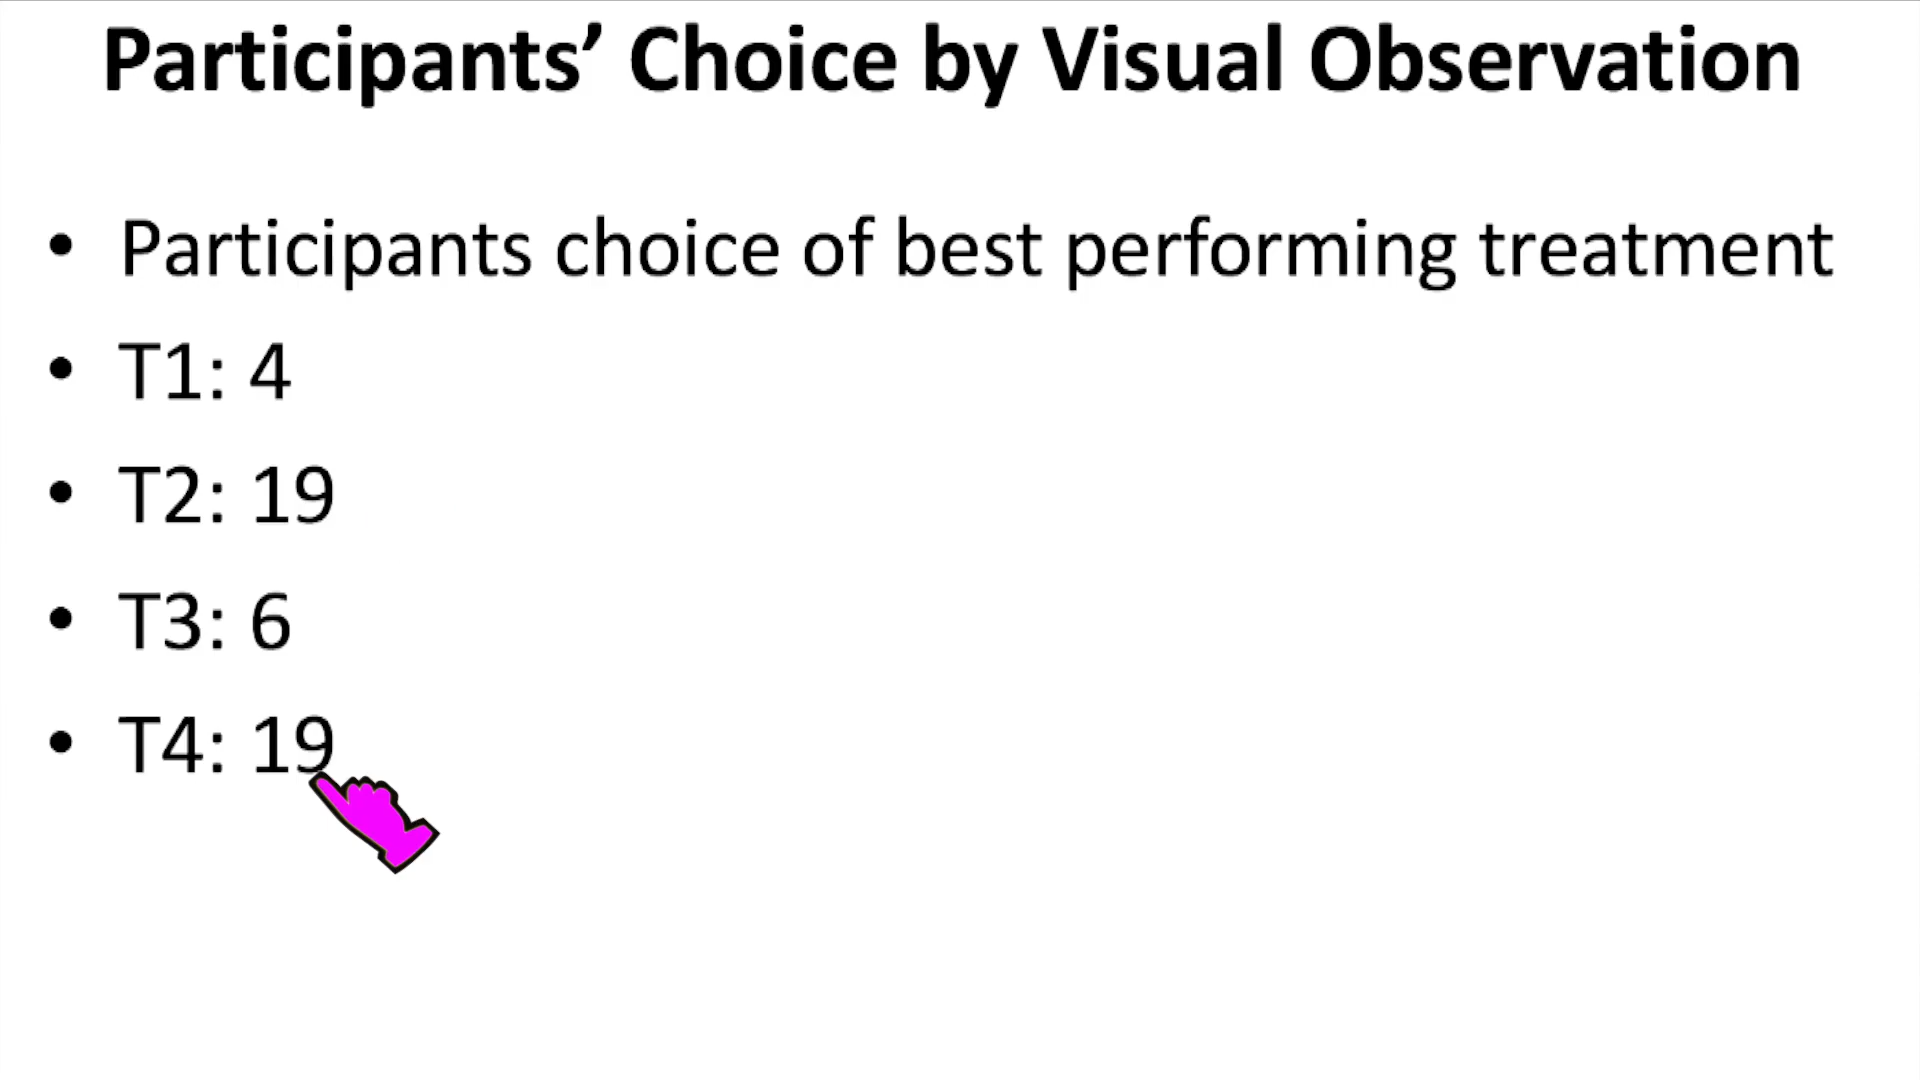 Participants’ Choice by Visual Observation
• Participants choice of best performing treatment
• T1: 4
• T2: 19
• T3: 6
• T4: 19